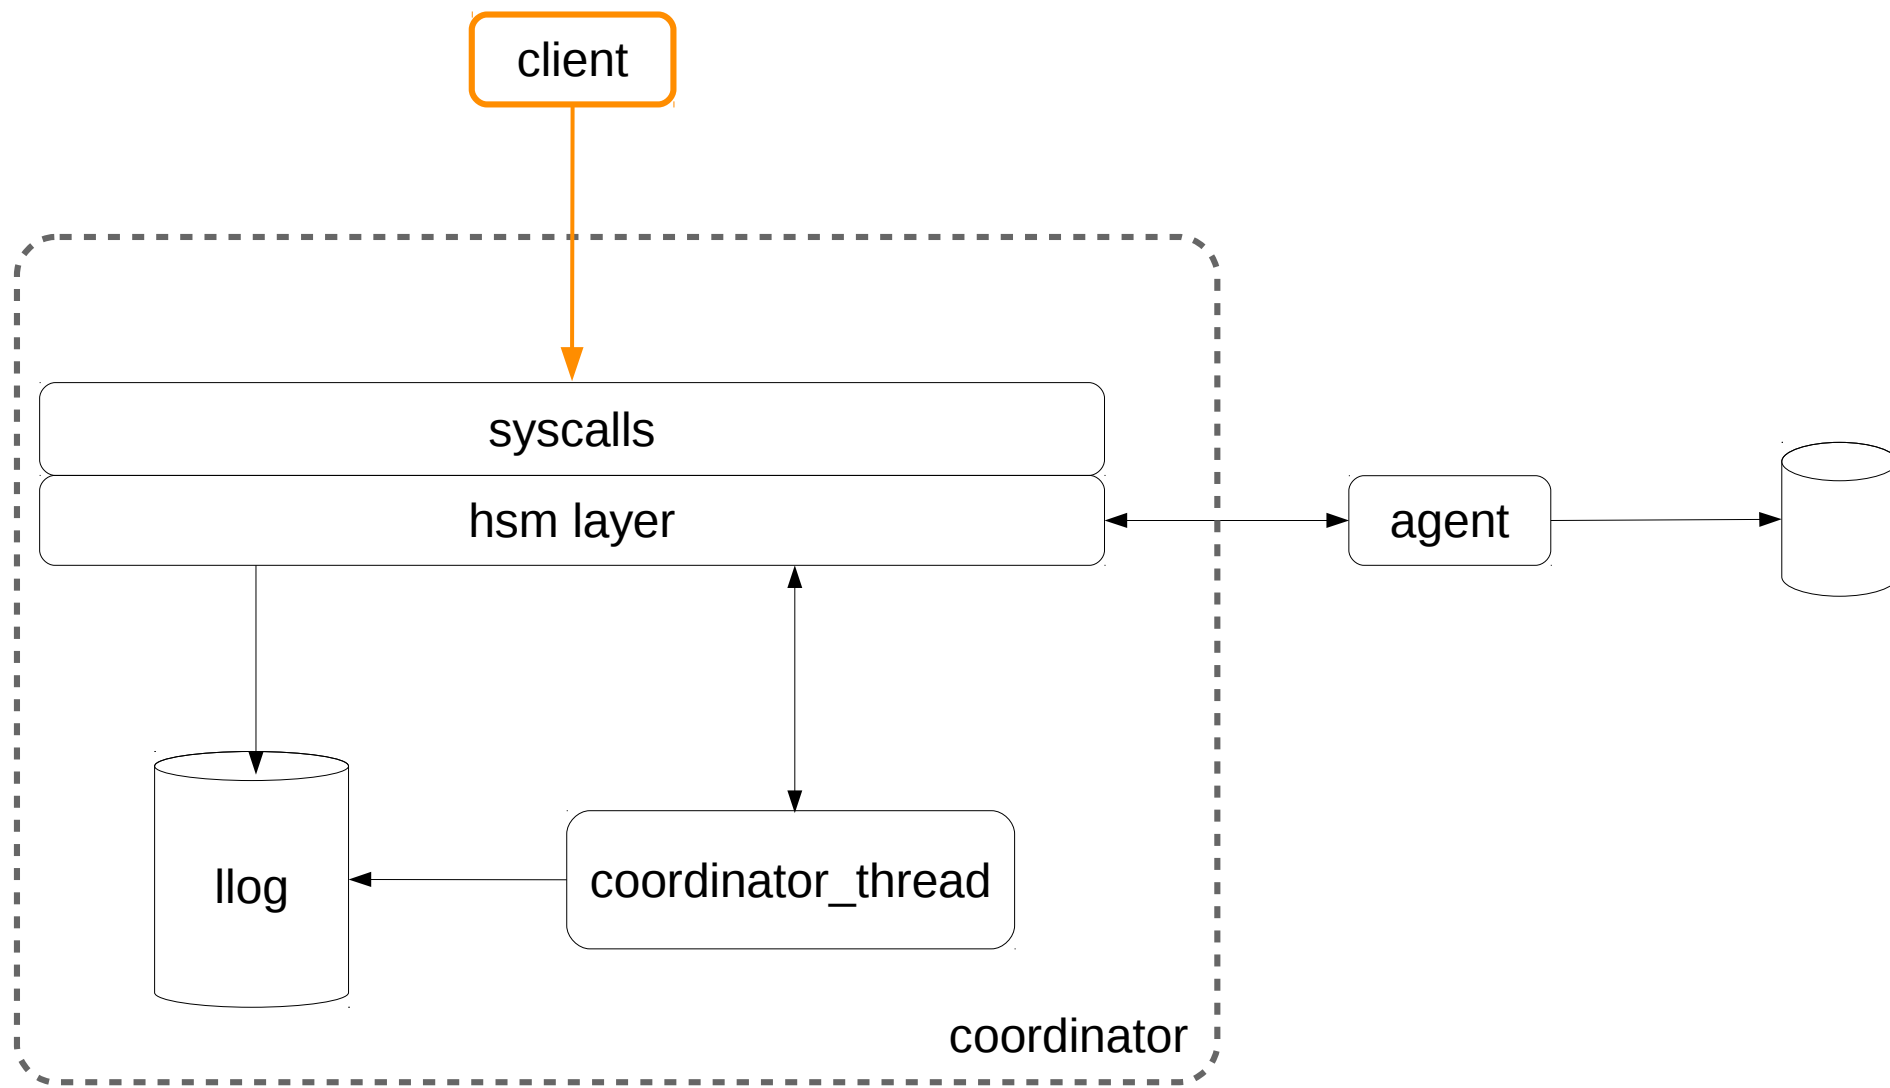 client
syscalls
hsm layer
agent
llog
coordinator_thread
coordinator